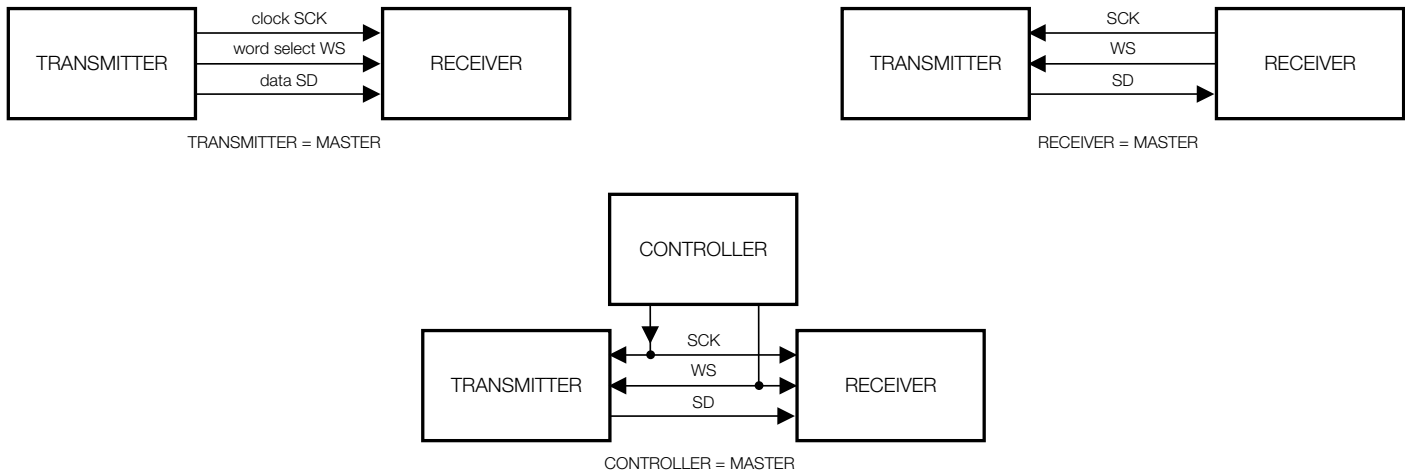 clock SCK
word select WS
data SD
TRANSMITTER
RECEIVER
TRANSMITTER = MASTER
SCK
WS
SD
TRANSMITTER
RECEIVER
RECEIVER = MASTER
CONTROLLER
SCK
WS
SD
TRANSMITTER
RECEIVER
CONTROLLER = MASTER